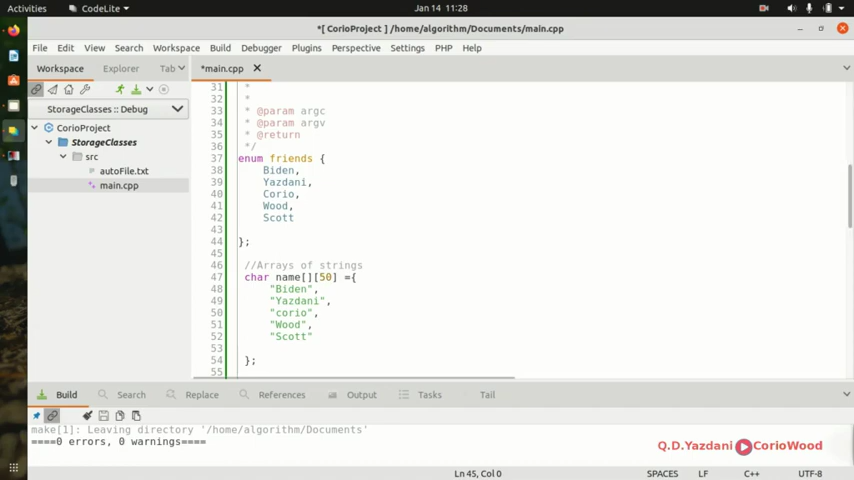 Activities CodeLite Jan 14 11:28
*[ CorioProject ] /home/algorithm/Documents/main.cpp
File Edit View Search Workspace Build Debugger Plugins Perspective Settings PHP Help
Workspace Explorer Tab *main.cpp
StorageClasses :: Debug
CorioProject
StorageClasses
src
autoFile.txt
main.cpp
31 *
32 *
33 * @param argc
34 * @param argv
35 * @return
36 */
37 enum friends {
38 Biden,
39 Yazdani,
40 Corio,
41 Wood,
42 Scott
43
44 };
45
46 //Arrays of strings
47 char name[][50] ={
48 "Biden",
49 "Yazdani",
50 "corio",
51 "Wood",
52 "Scott"
53
54 };
55
Build Search Replace References Output Tasks Tail
make[1]: Leaving directory '/home/algorithm/Documents'
====0 errors, 0 warnings====
Q.D.Yazdani CorioWood
Ln 45, Col 0 SPACES LF C++ UTF-8